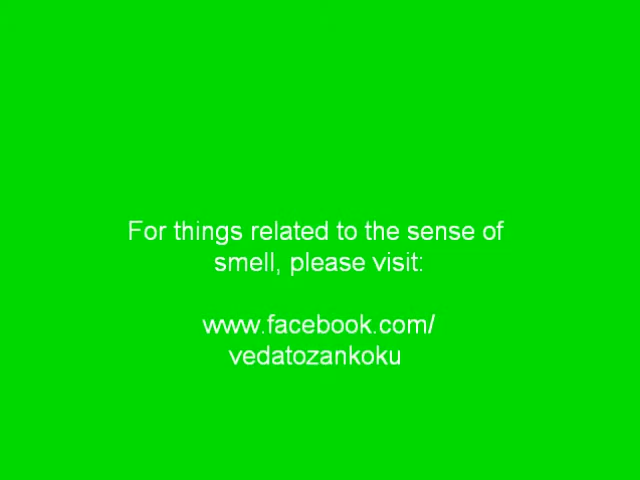 For things related to the sense of
smell, please visit:
www.facebook.com/
vedatozankoku